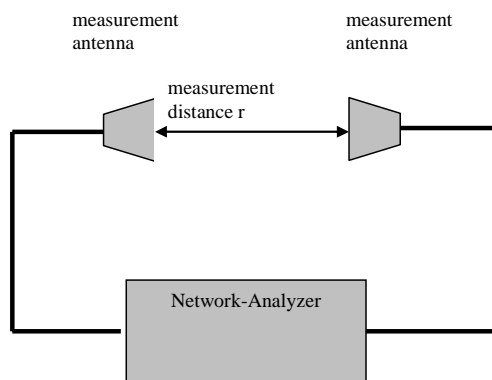 measurement
antenna
measurement
antenna
measurement
distance r
Network-Analyzer